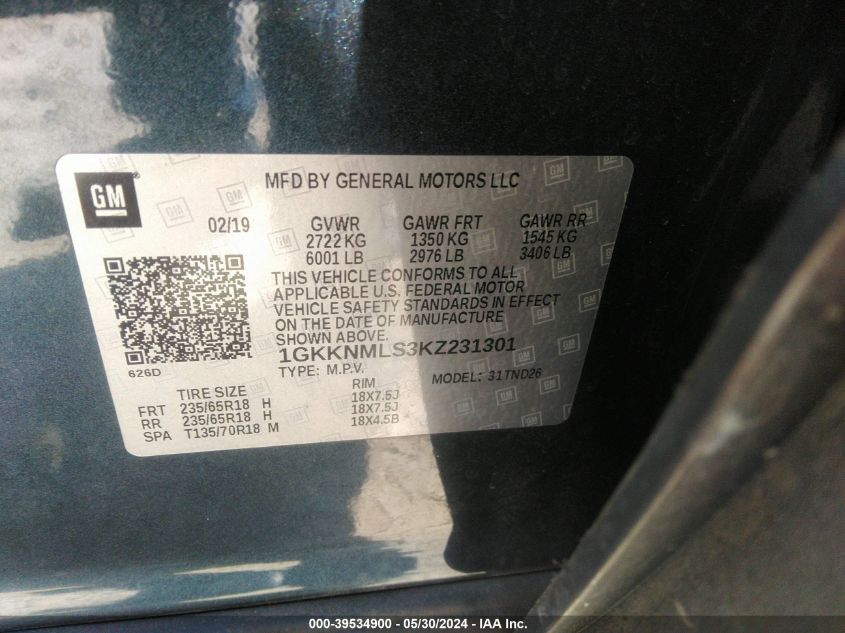 GM
MFD BY GENERAL MOTORS LLC
02/19 GVWR GAWR FRT GAWR RR
2722 KG 1350 KG 1545 KG
6001 LB 2976 LB 3406 LB
THIS VEHICLE CONFORMS TO ALL
APPLICABLE U.S. FEDERAL MOTOR
VEHICLE SAFETY STANDARDS IN EFFECT
ON THE DATE OF MANUFACTURE
SHOWN ABOVE.
1GKKNMLS3KZ231301
626D
TYPE: M.P.V. MODEL: 31TND26
TIRE SIZE RIM
FRT 235/65R18 H 18X7.5J
RR 235/65R18 H 18X7.5J
SPA T135/70R18 M 18X4.5B
000-39534900 - 05/30/2024 - IAA Inc.